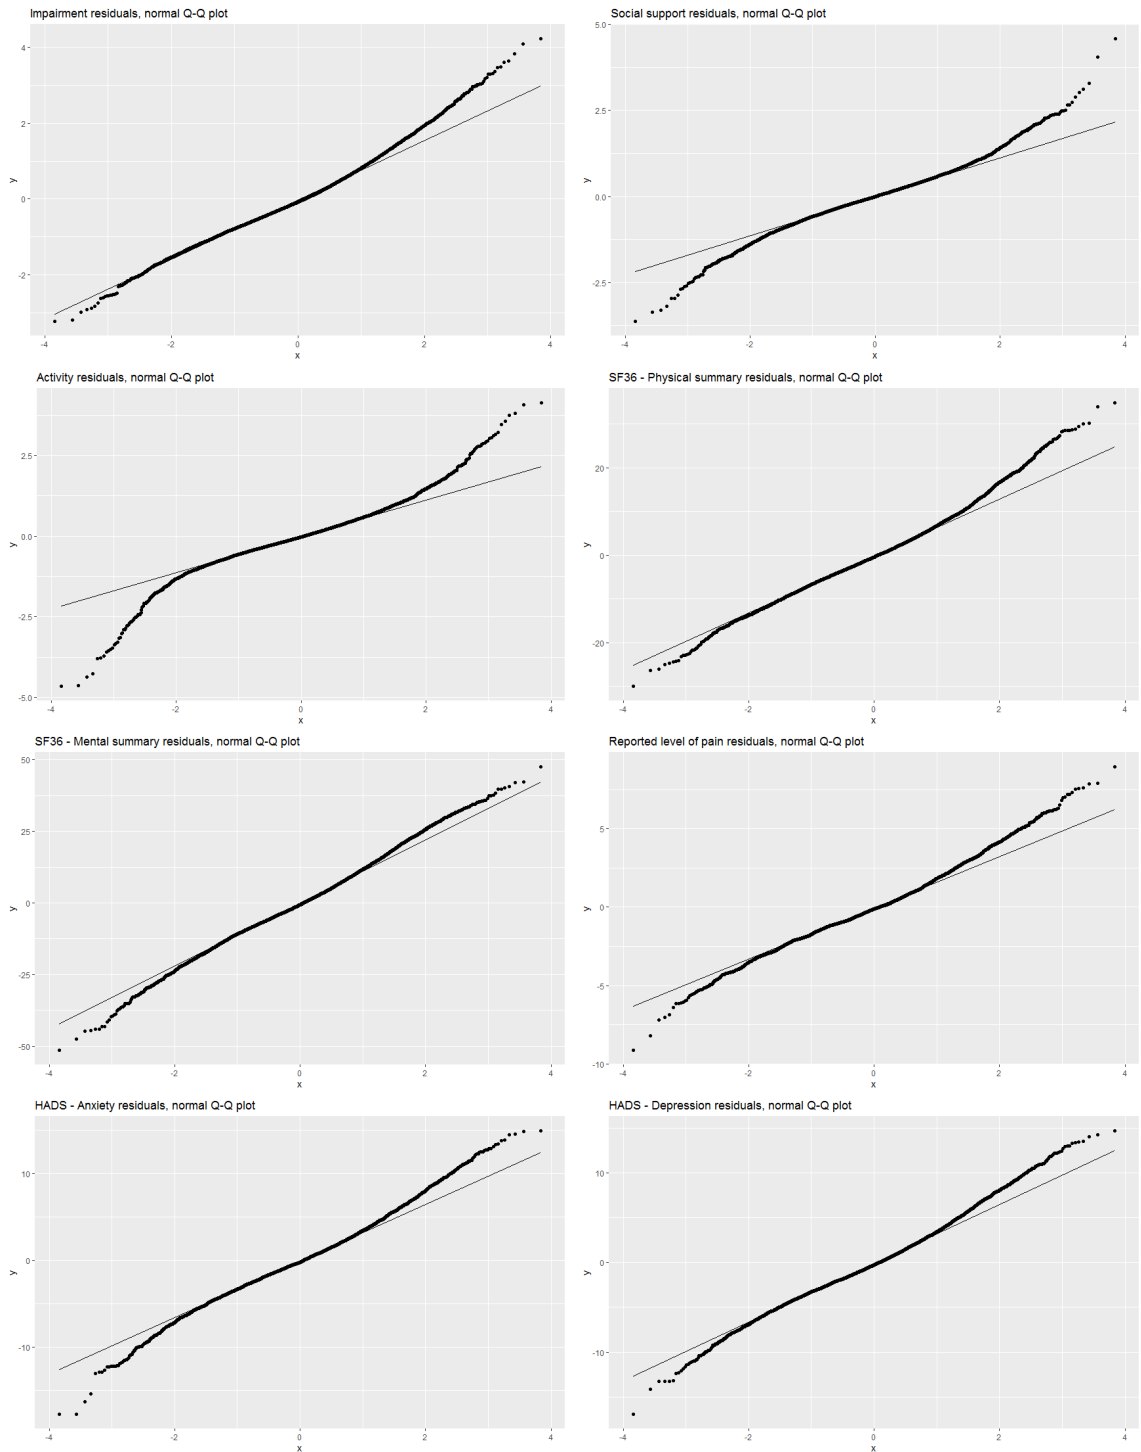 Impairment residuals, normal Q-Q plot
4
2
0
-2
y
-4
-2
0
2
4
x
Social support residuals, normal Q-Q plot
5.0
2.5
0.0
-2.5
y
-4
-2
0
2
4
x
Activity residuals, normal Q-Q plot
2.5
0.0
-2.5
-5.0
y
-4
-2
0
2
4
x
SF36 - Physical summary residuals, normal Q-Q plot
20
0
-20
y
-4
-2
0
2
4
x
SF36 - Mental summary residuals, normal Q-Q plot
50
25
0
-25
-50
y
-4
-2
0
2
4
x
Reported level of pain residuals, normal Q-Q plot
5
0
-5
-10
y
-4
-2
0
2
4
x
HADS - Anxiety residuals, normal Q-Q plot
10
0
-10
y
-4
-2
0
2
4
x
HADS - Depression residuals, normal Q-Q plot
10
0
-10
y
-4
-2
0
2
4
x